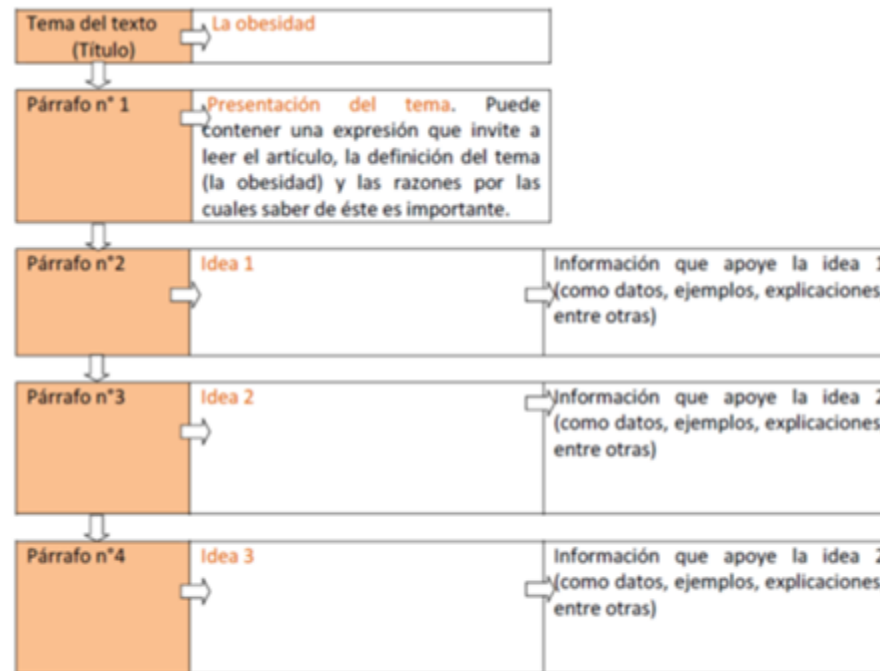 Tema del texto
(Título)
La obesidad
Párrafo n° 1
Presentación del tema. Puede
contener una expresión que invite a
leer el artículo, la definición del tema
(la obesidad) y las razones por las
cuales saber de éste es importante.
Párrafo n°2
Idea 1
Información que apoye la idea 1
(como datos, ejemplos, explicaciones
entre otras)
Párrafo n°3
Idea 2
Información que apoye la idea 2
(como datos, ejemplos, explicaciones
entre otras)
Párrafo n°4
Idea 3
Información que apoye la idea 2
(como datos, ejemplos, explicaciones
entre otras)